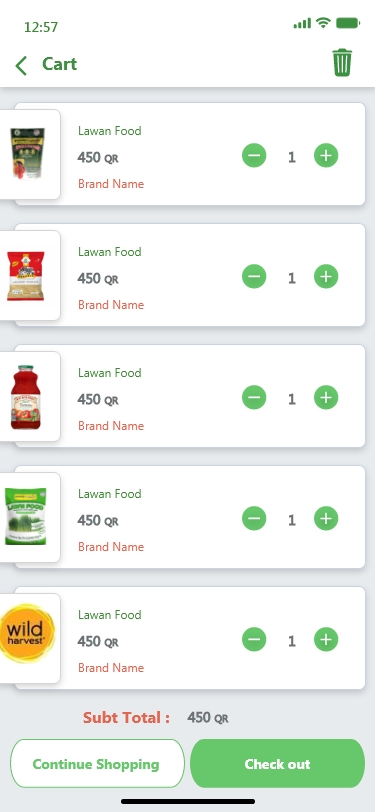 12:57
Cart
Lawan Food
450 QR
Brand Name
1
Lawan Food
450 QR
Brand Name
1
Lawan Food
450 QR
Brand Name
1
LAWN FOOD
Lawan Food
450 QR
Brand Name
1
wild
harvest
Lawan Food
450 QR
Brand Name
1
Subt Total : 450 QR
Continue Shopping
Check out